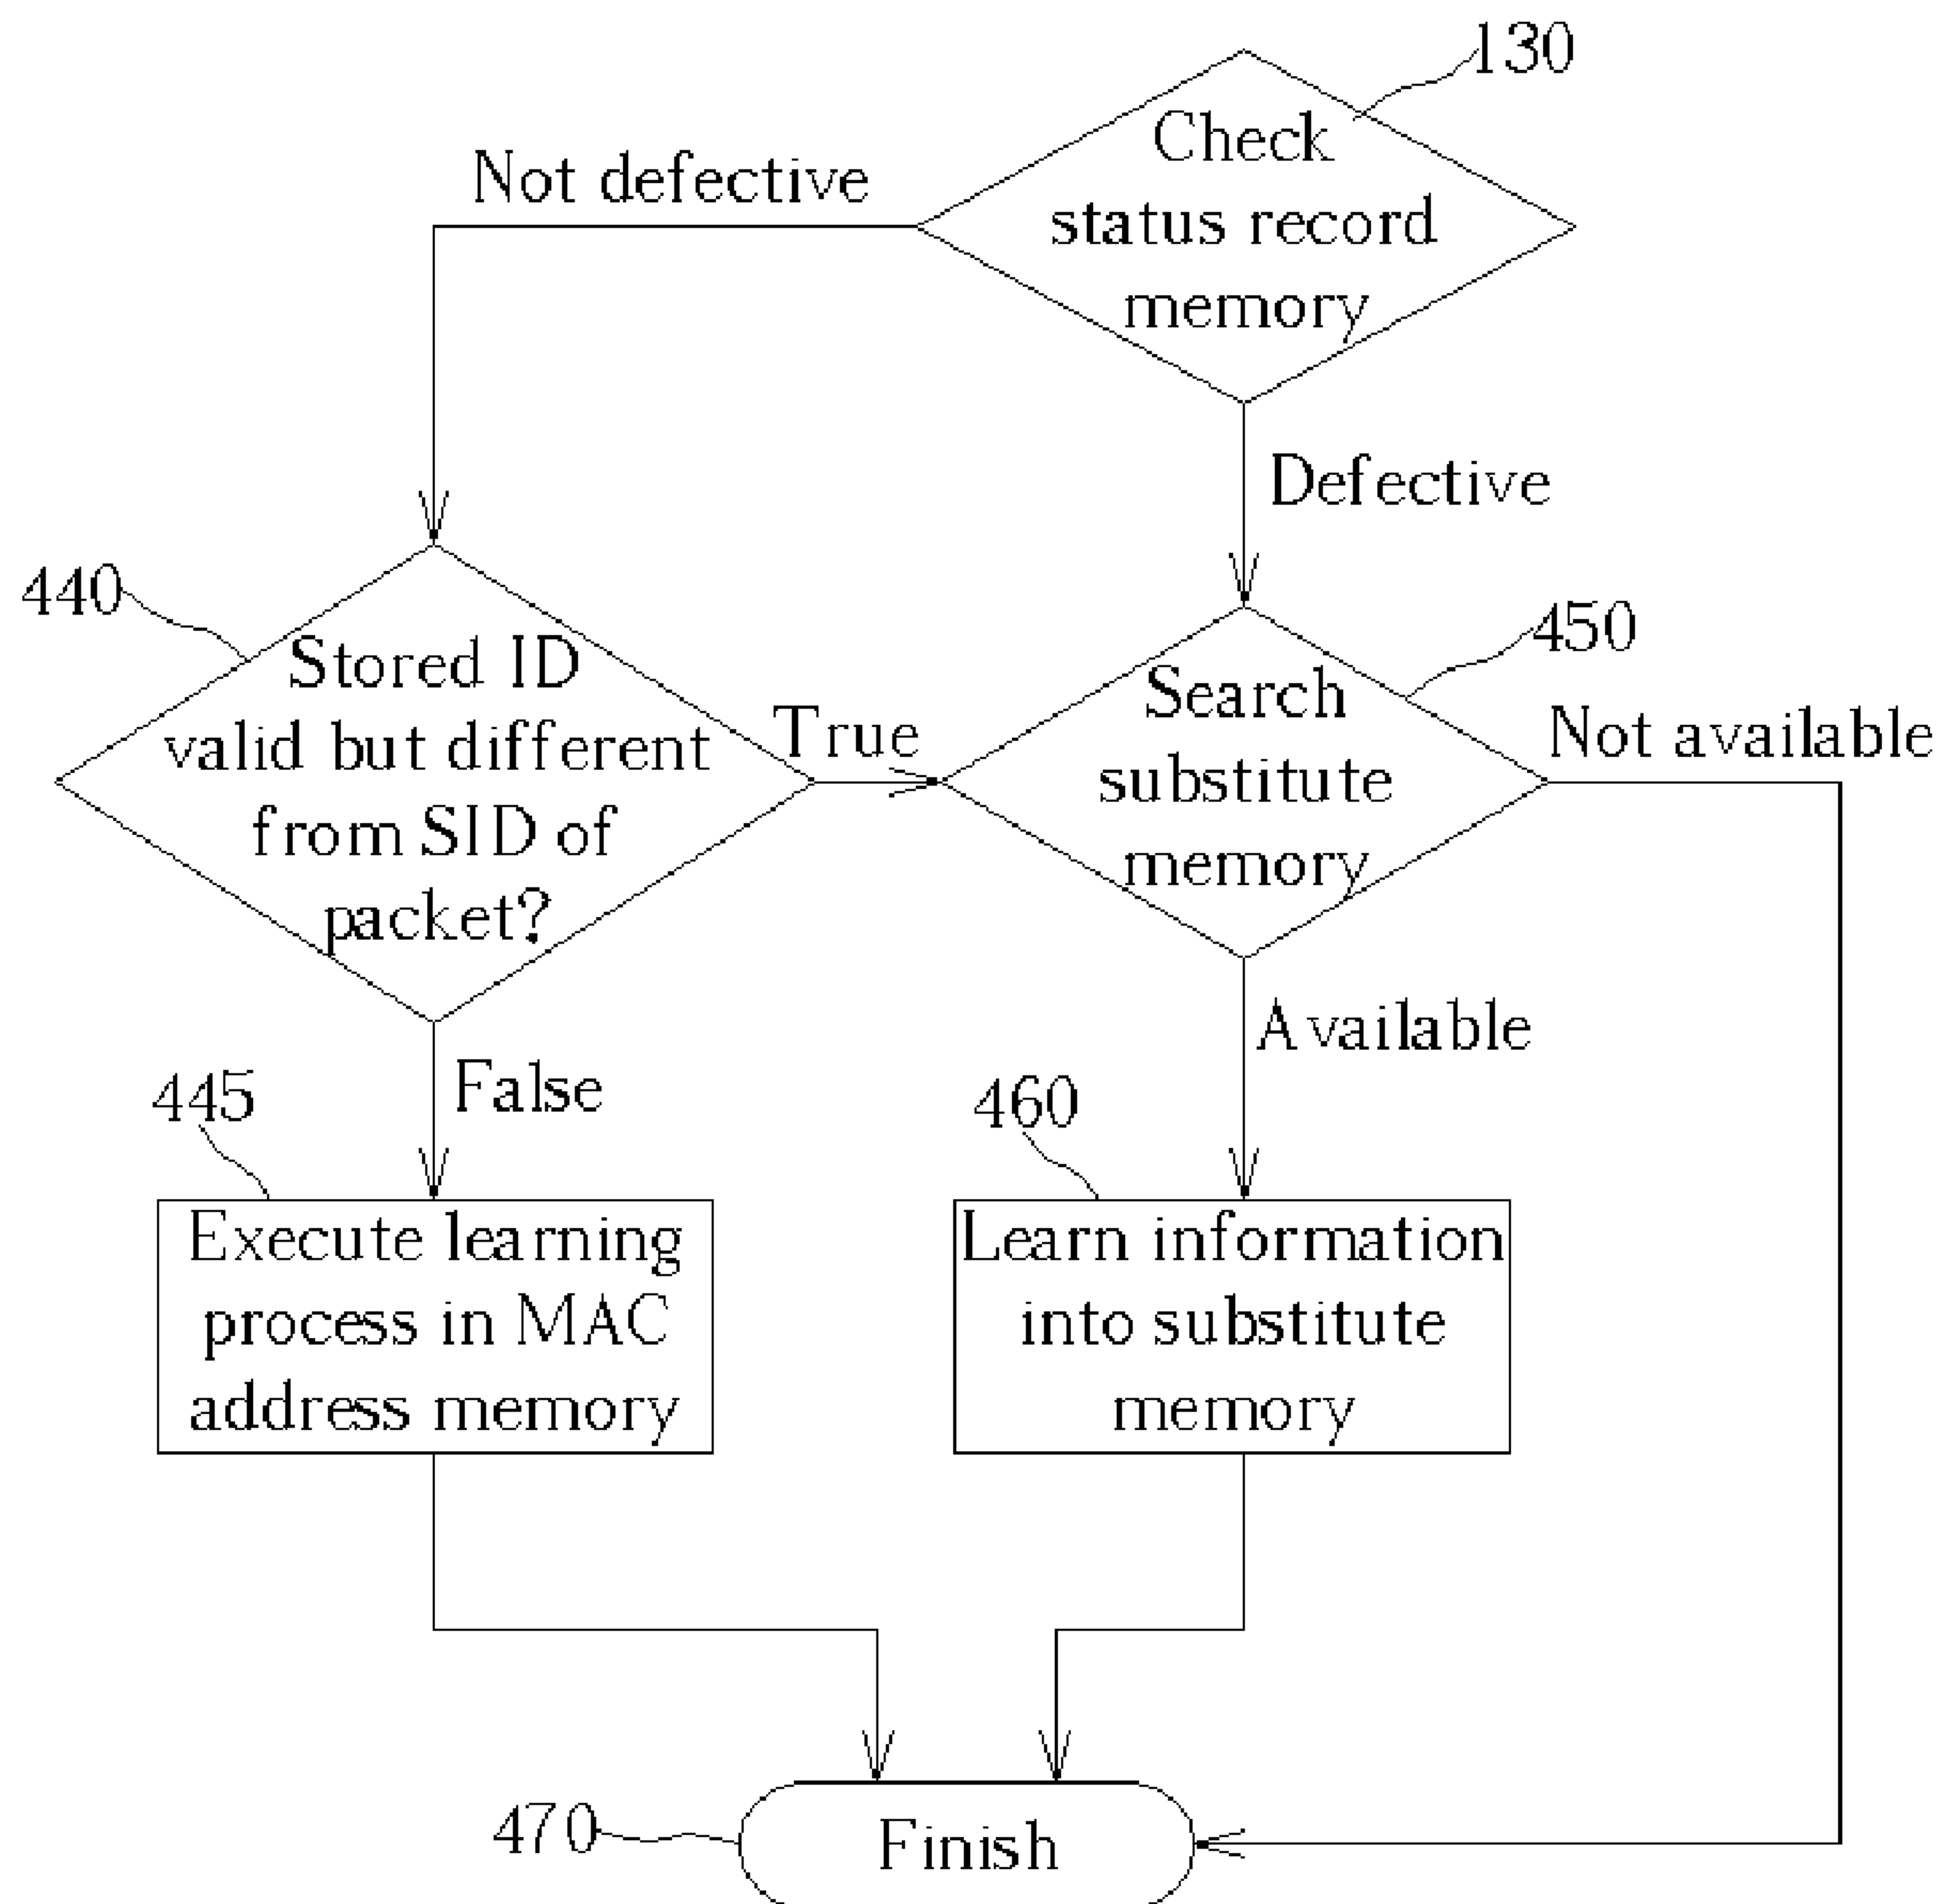 130
Check
status record
memory
Not defective
Defective
440
Stored ID
valid but different
from SID of
packet?
True
450
Search
substitute
memory
Not available
False
Available
445
Execute learning
process in MAC
address memory
460
Learn information
into substitute
memory
470
Finish